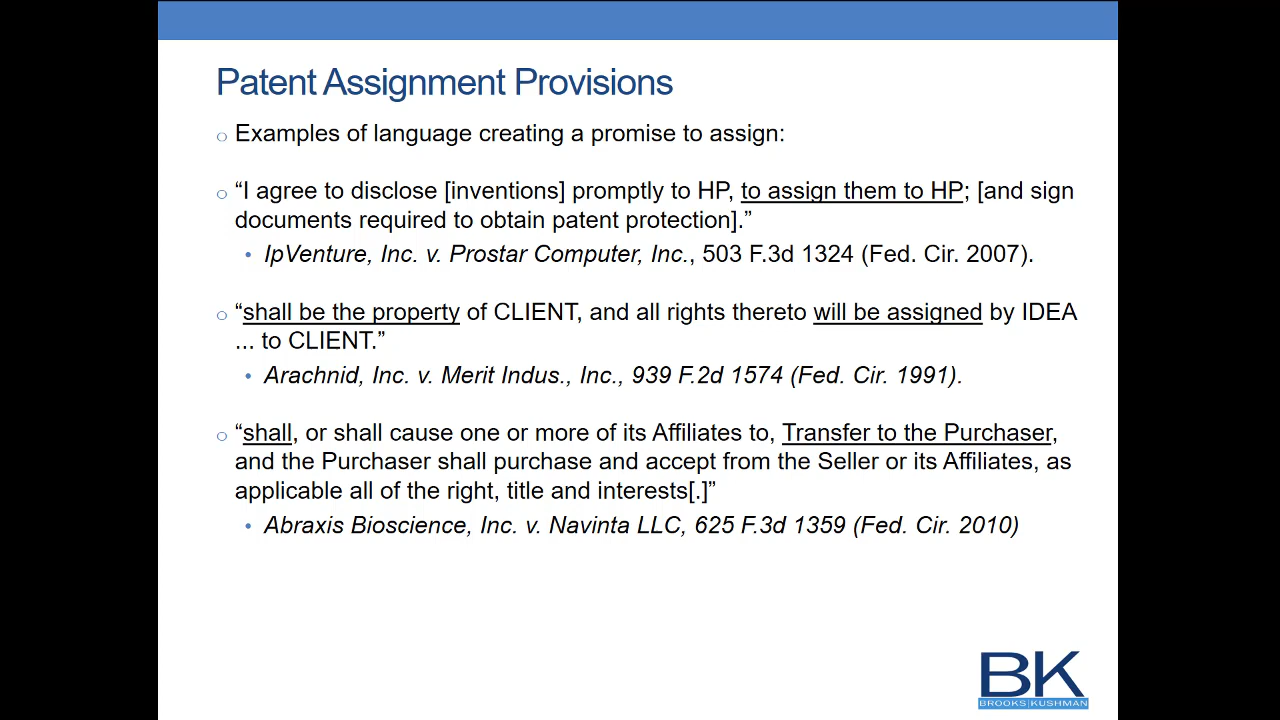 Patent Assignment Provisions
Examples of language creating a promise to assign:
“I agree to disclose [inventions] promptly to HP, to assign them to HP; [and sign
documents required to obtain patent protection].”
IpVenture, Inc. v. Prostar Computer, Inc., 503 F.3d 1324 (Fed. Cir. 2007).
“shall be the property of CLIENT, and all rights thereto will be assigned by IDEA
... to CLIENT.”
Arachnid, Inc. v. Merit Indus., Inc., 939 F.2d 1574 (Fed. Cir. 1991).
“shall, or shall cause one or more of its Affiliates to, Transfer to the Purchaser,
and the Purchaser shall purchase and accept from the Seller or its Affiliates, as
applicable all of the right, title and interests[.]”
Abraxis Bioscience, Inc. v. Navinta LLC, 625 F.3d 1359 (Fed. Cir. 2010)
BK
BROOKS KUSHMAN